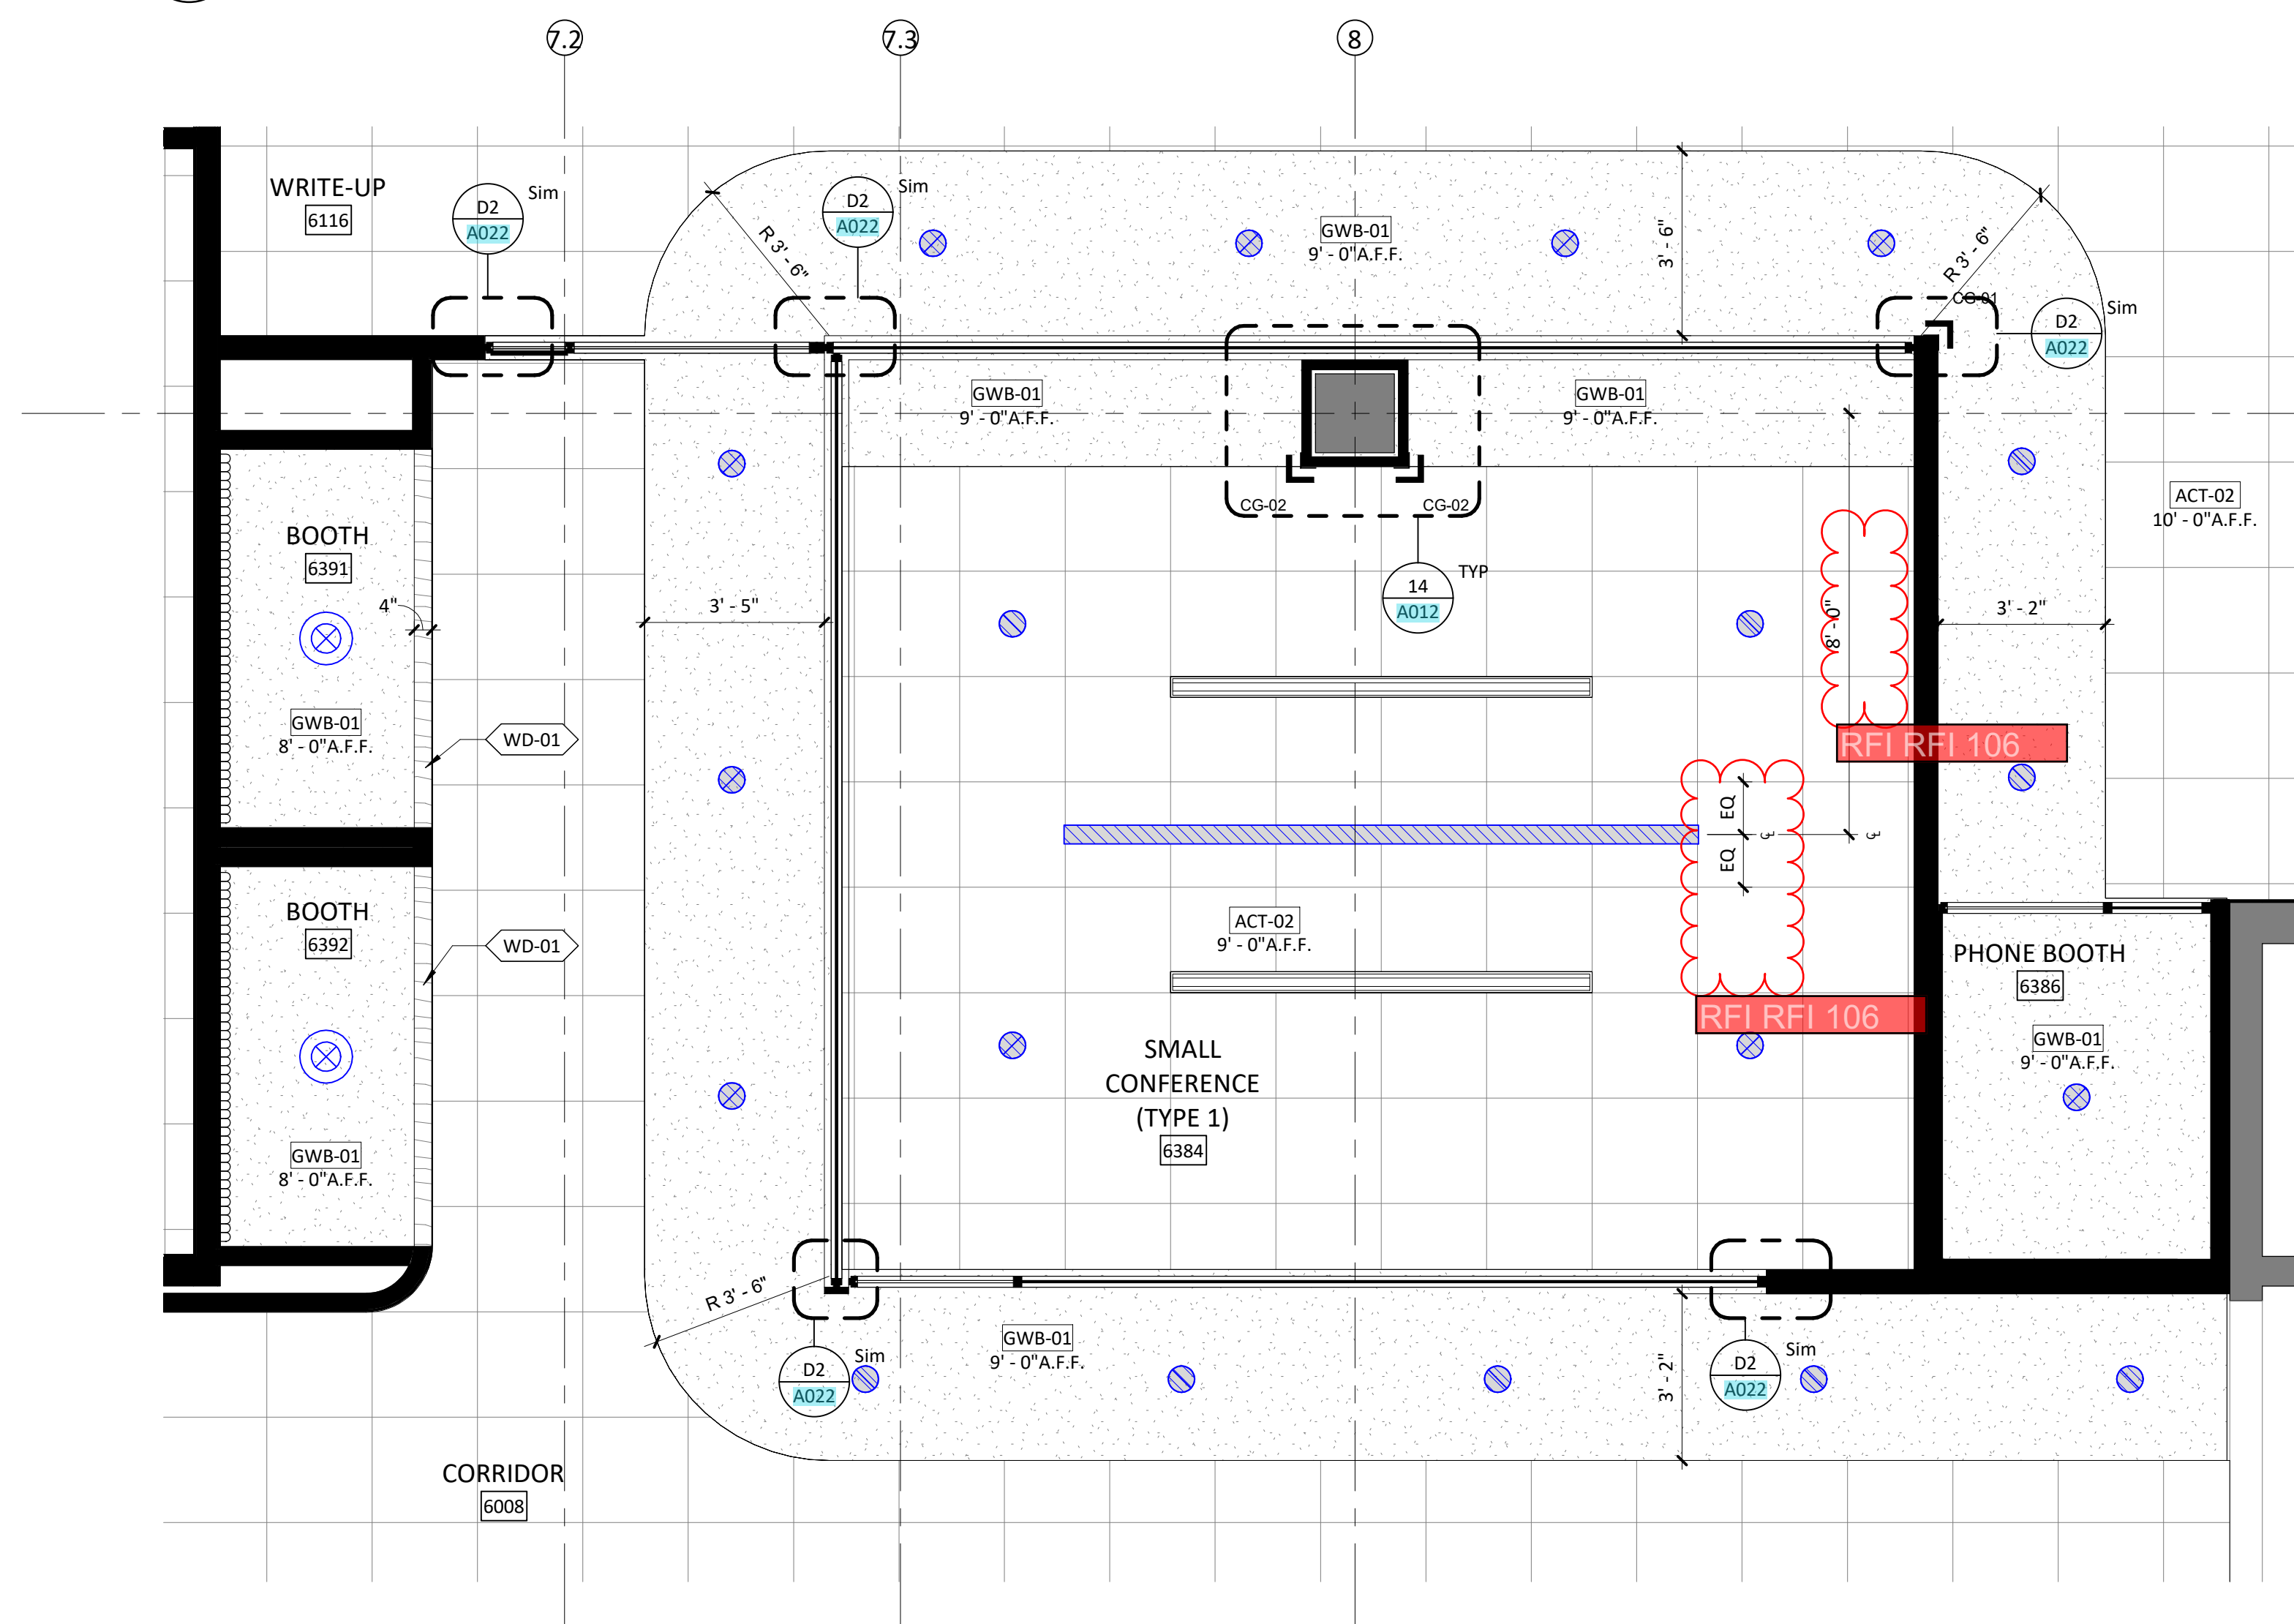 7.2
7.3
8
WRITE-UP
6116
D2
A022
Sim
D2
A022
Sim
R 3' - 6"
GWB-01
9' - 0"A.F.F.
3' - 6"
R 3' - 6"
CG-01
D2
A022
Sim
GWB-01
9' - 0"A.F.F.
GWB-01
9' - 0"A.F.F.
CG-02
CG-02
14
A012
TYP
ACT-02
10' - 0"A.F.F.
BOOTH
6391
4"
3' - 5"
8' - 0"
3' - 2"
GWB-01
8' - 0"A.F.F.
WD-01
RFI RFI 106
EQ
CL
CL
EQ
BOOTH
6392
WD-01
ACT-02
9' - 0"A.F.F.
PHONE BOOTH
6386
RFI RFI 106
GWB-01
9' - 0"A.F.F.
SMALL
CONFERENCE
(TYPE 1)
6384
GWB-01
8' - 0"A.F.F.
R 3' - 6"
GWB-01
9' - 0"A.F.F.
D2
A022
Sim
3' - 2"
D2
A022
Sim
CORRIDOR
6008